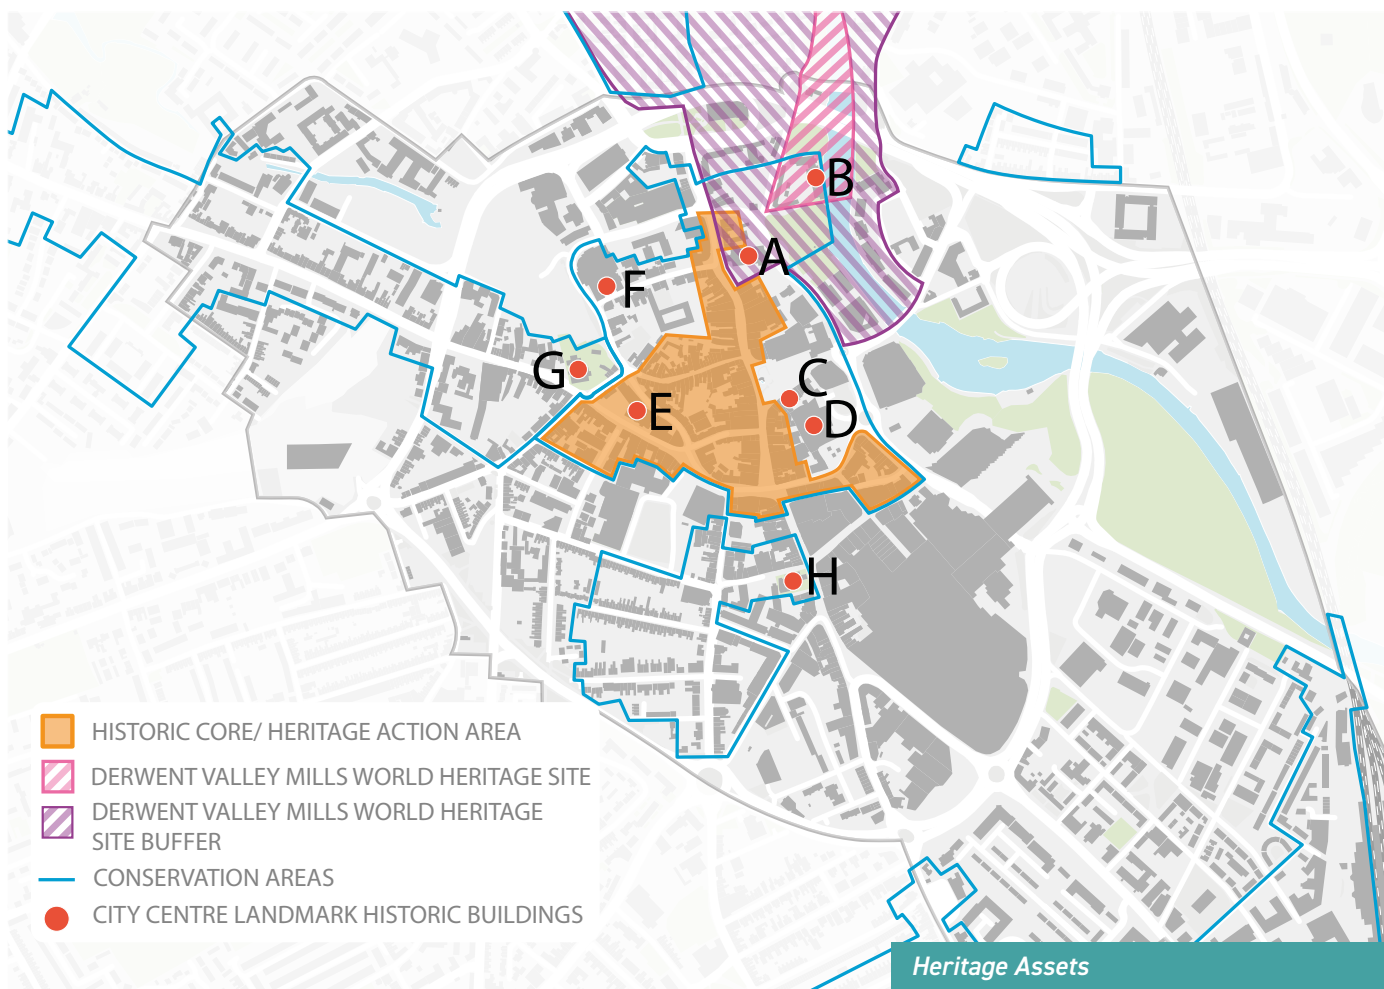 B
A
F
G
C
E
D
H
HISTORIC CORE/ HERITAGE ACTION AREA
DERWENT VALLEY MILLS WORLD HERITAGE SITE
DERWENT VALLEY MILLS WORLD HERITAGE
SITE BUFFER
CONSERVATION AREAS
CITY CENTRE LANDMARK HISTORIC BUILDINGS
Heritage Assets